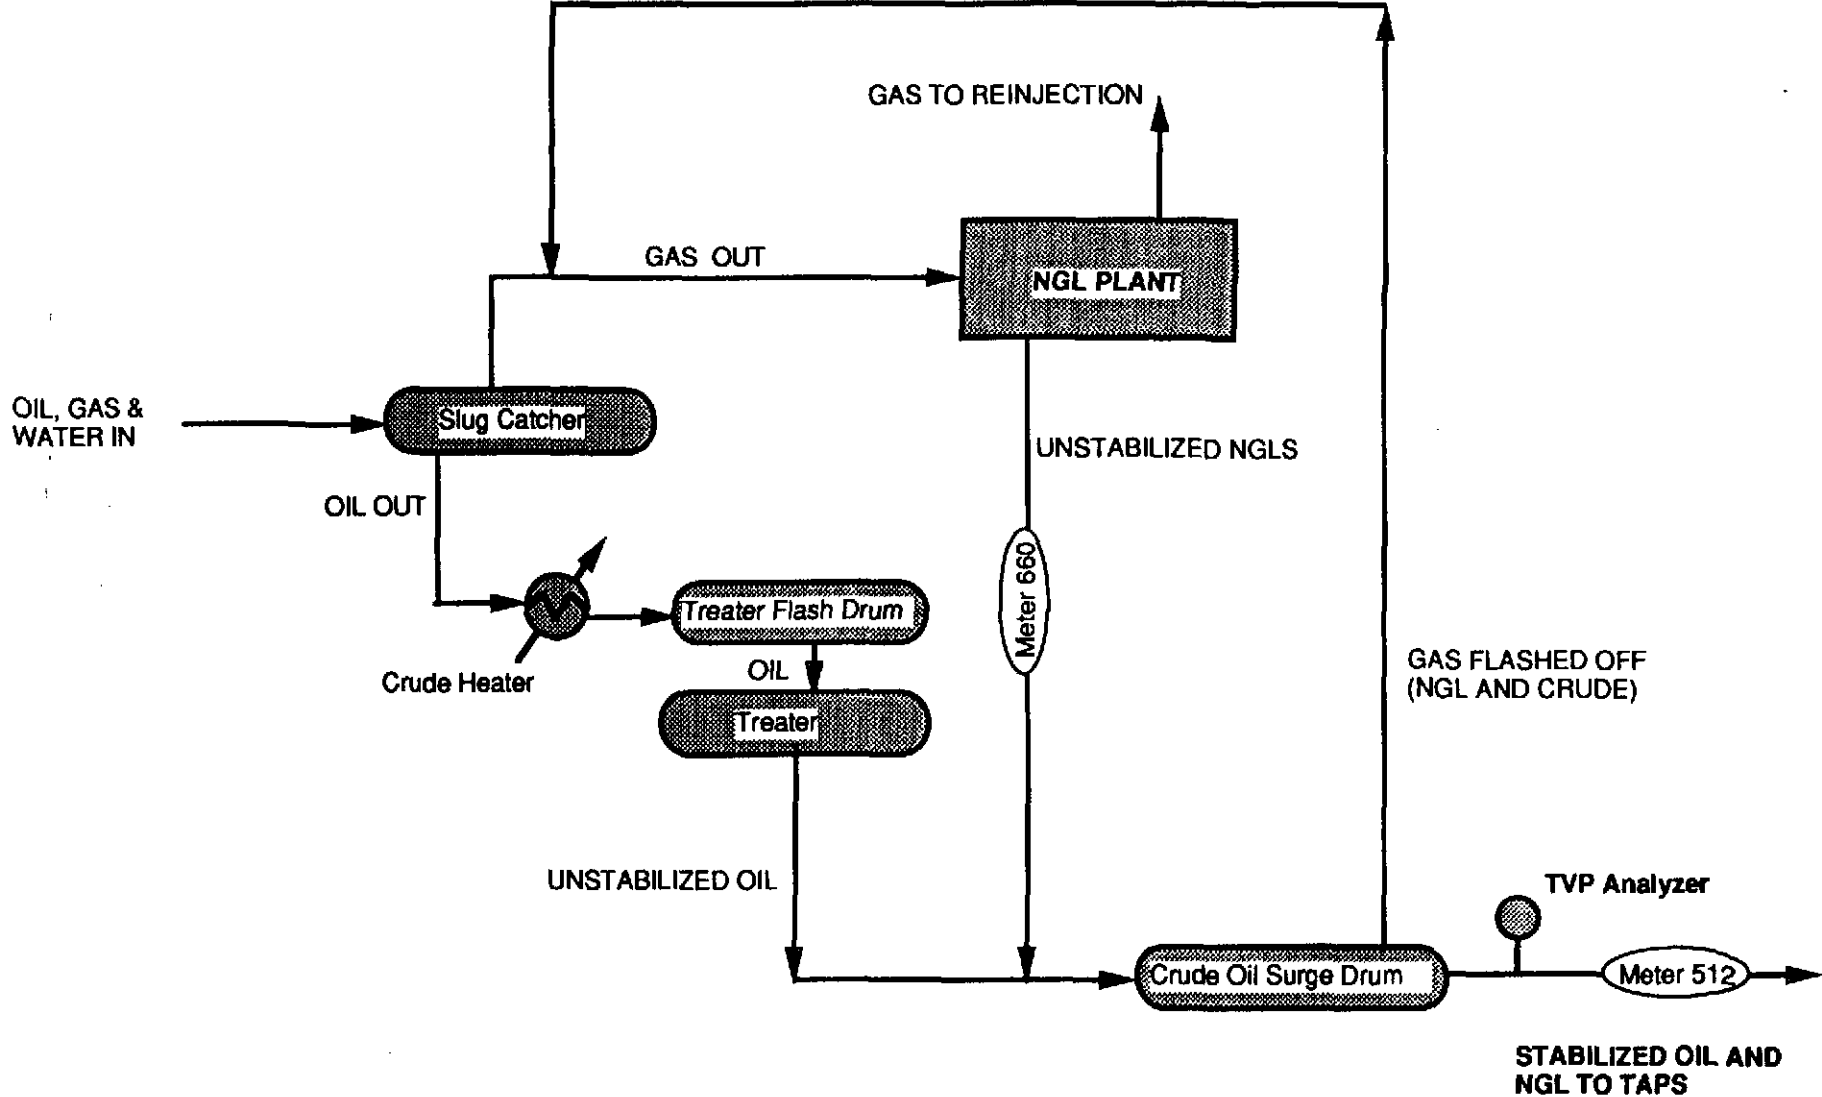 GAS TO REINJECTION
GAS OUT
NGL PLANT
OIL, GAS &
WATER IN
Slug Catcher
UNSTABILIZED NGLS
OIL OUT
Meter 660
Treater Flash Drum
Crude Heater
OIL
Treater
GAS FLASHED OFF
(NGL AND CRUDE)
UNSTABILIZED OIL
TVP Analyzer
Crude Oil Surge Drum
Meter 512
STABILIZED OIL AND
NGL TO TAPS